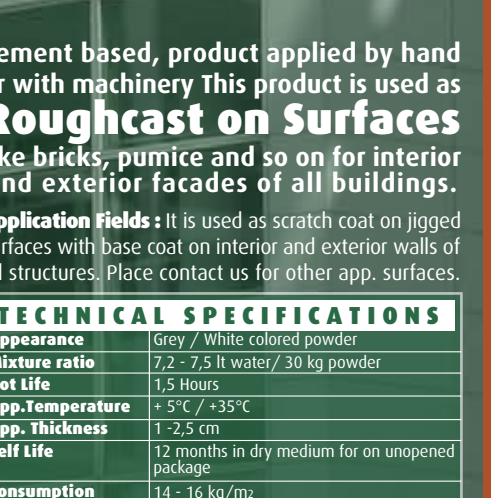 ement based, product applied by hand
r with machinery This product is used as
Roughcast on Surfaces
ke bricks, pumice and so on for interior
nd exterior facades of all buildings.
pplication Fields : It is used as scratch coat on jigged
rfaces with base coat on interior and exterior walls of
l structures. Place contact us for other app. surfaces.
TECHNICAL SPECIFICATIONS
ppearance Grey / White colored powder
ixture ratio 7,2 - 7,5 lt water/ 30 kg powder
ot Life 1,5 Hours
pp.Temperature + 5°C / +35°C
pp. Thickness 1 -2,5 cm
elf Life 12 months in dry medium for on unopened
package
onsumption 14 - 16 kg/m2